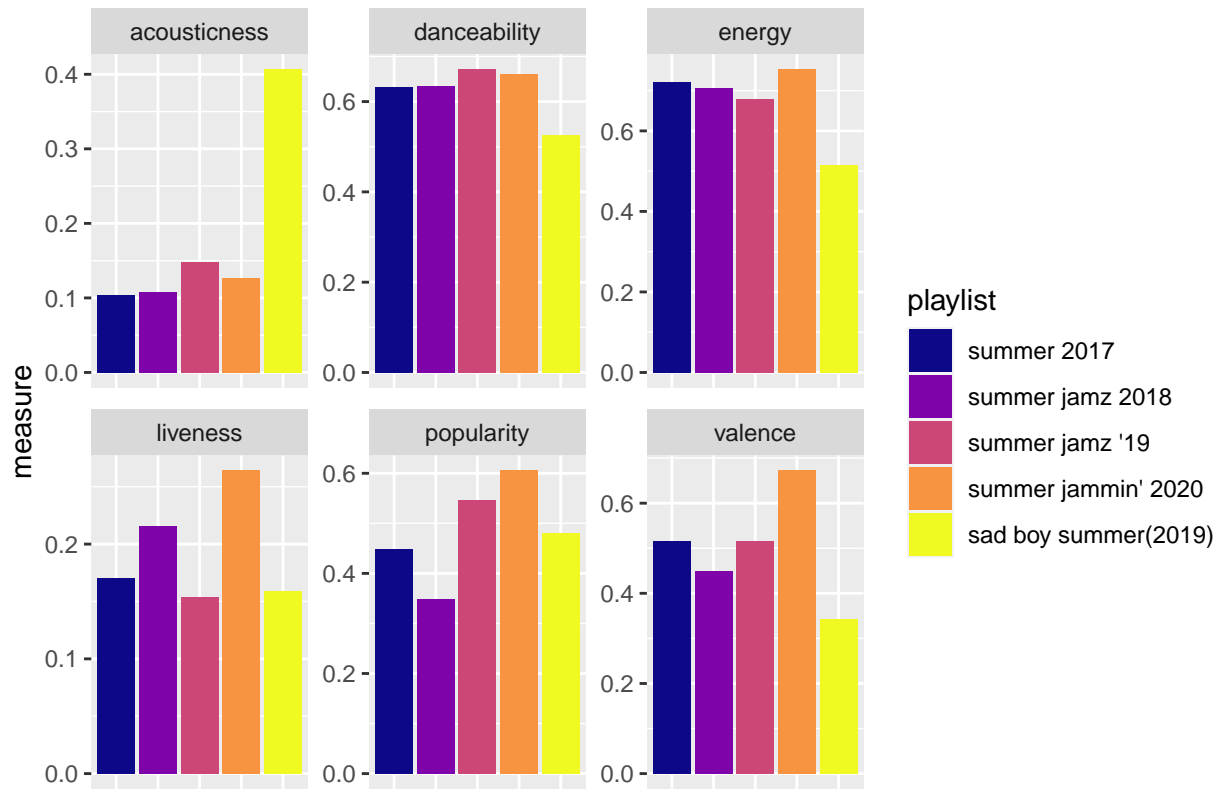 acousticness
danceability
energy
0.4
0.3
0.2
0.1
0.0
0.6
0.4
0.2
0.0
0.6
0.4
0.2
0.0
measure
liveness
popularity
valence
0.2
0.1
0.0
0.6
0.4
0.2
0.0
0.6
0.4
0.2
0.0
playlist
summer 2017
summer jamz 2018
summer jamz '19
summer jammin' 2020
sad boy summer(2019)